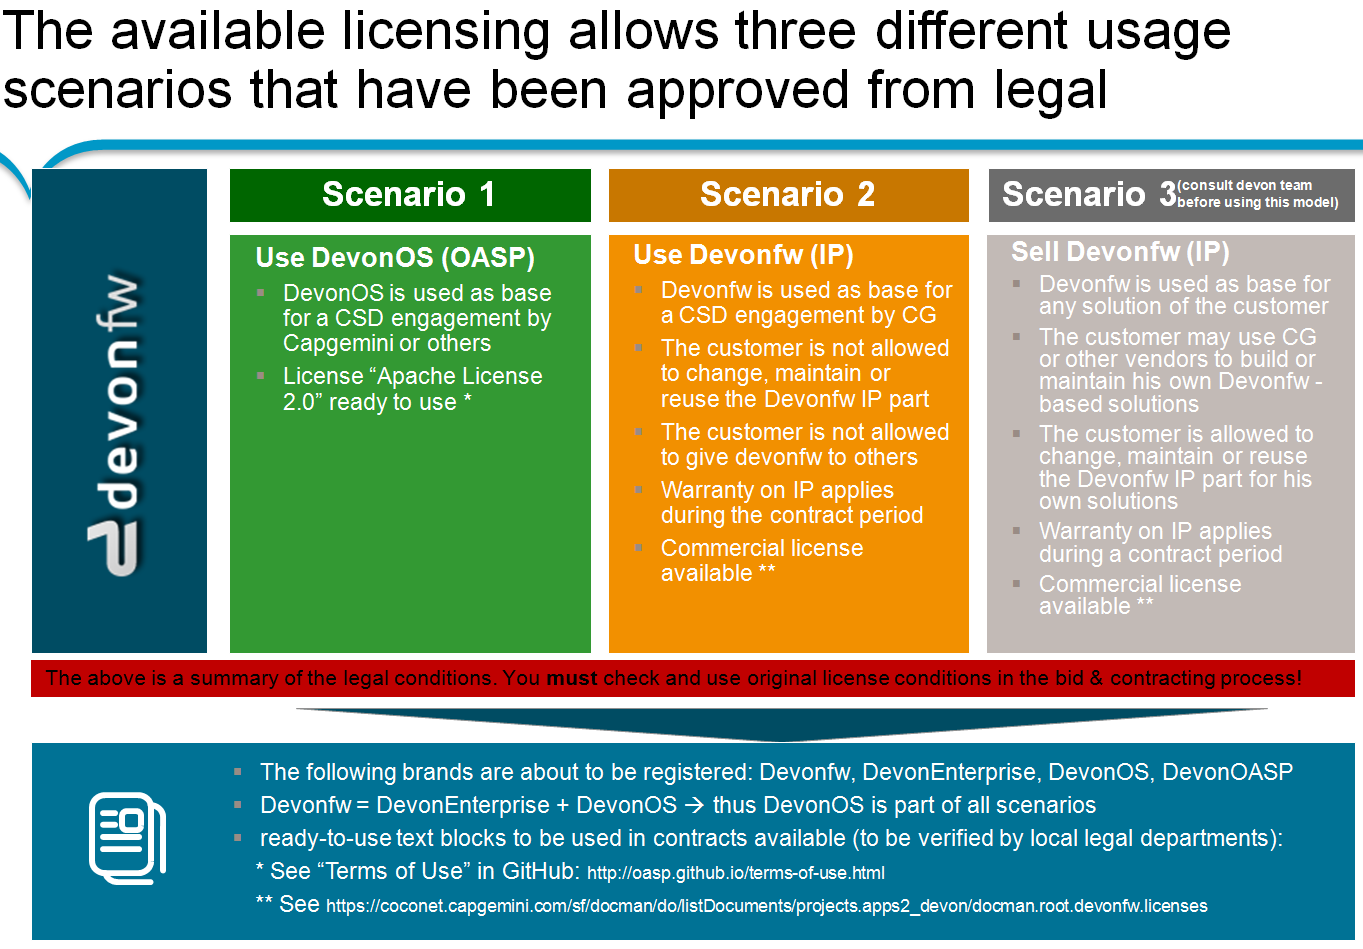 The available licensing allows three different usage
scenarios that have been approved from legal
devonfw
Scenario 1
Use DevonOS (OASP)
DevonOS is used as base
for a CSD engagement by
Capgemini or others
License “Apache License
2.0” ready to use *
Scenario 2
Use Devonfw (IP)
Devonfw is used as base for
a CSD engagement by CG
The customer is not allowed
to change, maintain or
reuse the Devonfw IP part
The customer is not allowed
to give devonfw to others
Warranty on IP applies
during the contract period
Commercial license
available **
Scenario 3 (consult devon team
before using this model)
Sell Devonfw (IP)
Devonfw is used as base for
any solution of the customer
The customer may use CG
or other vendors to build or
maintain his own Devonfw -
based solutions
The customer is allowed to
change, maintain or reuse
the Devonfw IP part for his
own solutions
Warranty on IP applies
during a contract period
Commercial license
available **
The above is a summary of the legal conditions. You must check and use original license conditions in the bid & contracting process!
The following brands are about to be registered: Devonfw, DevonEnterprise, DevonOS, DevonOASP
Devonfw = DevonEnterprise + DevonOS → thus DevonOS is part of all scenarios
ready-to-use text blocks to be used in contracts available (to be verified by local legal departments):
* See “Terms of Use” in GitHub: http://oasp.github.io/terms-of-use.html
** See https://coconet.capgemini.com/sf/docman/do/listDocuments/projects.apps2_devon/docman.root.devonfw.licenses